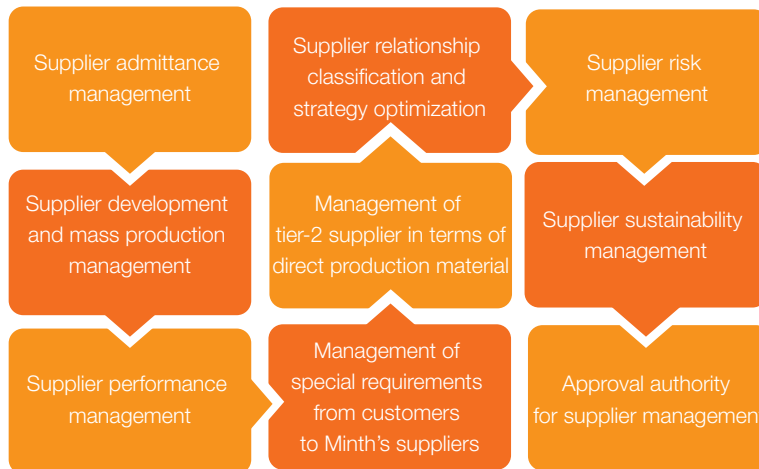 Supplier admittance
management
Supplier development
and mass production
management
Supplier performance
management
Management of
special requirements
from customers
to Minth's suppliers
Management of
tier-2 supplier in terms of
direct production material
Supplier relationship
classification and
strategy optimization
Supplier risk
management
Supplier sustainability
management
Approval authority
for supplier management